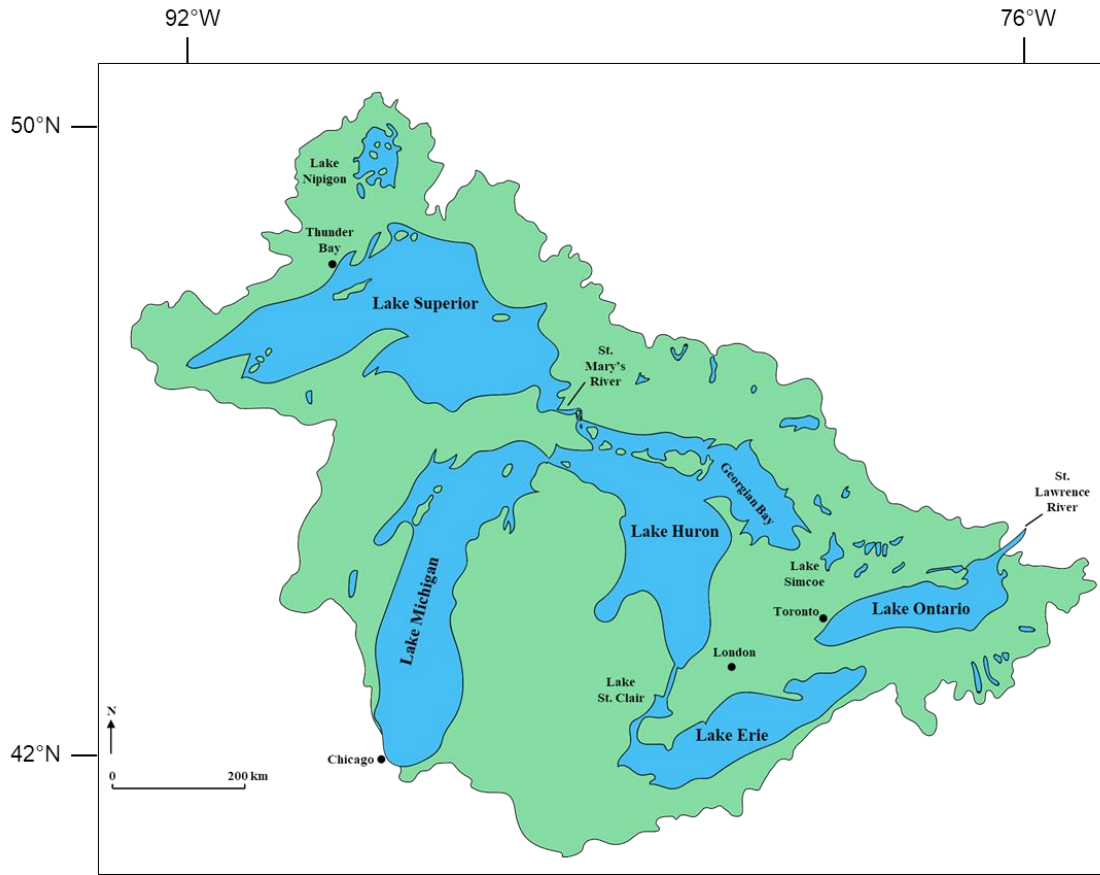 92°W
76°W
50°N
Lake
Nipigon
Thunder
Bay
Lake Superior
St.
Mary's
River
Georgian Bay
St.
Lawrence
River
Lake Huron
Lake
Simcoe
Lake Michigan
Toronto
Lake Ontario
London
Lake
St. Clair
N
Lake Erie
42°N
Chicago
0
200 km